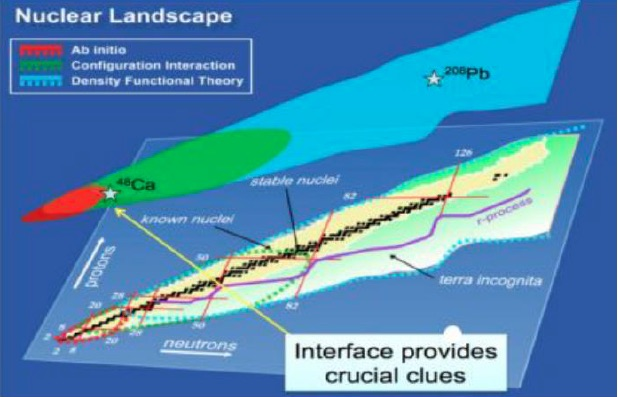 Nuclear Landscape
Ab initio
Configuration Interaction
Density Functional Theory
208Pb
48Ca
126
stable nuclei
82
known nuclei
r-process
50
protons
terra incognita
28
20
82
50
8
28
2
20
2 8
neutrons
Interface provides
crucial clues